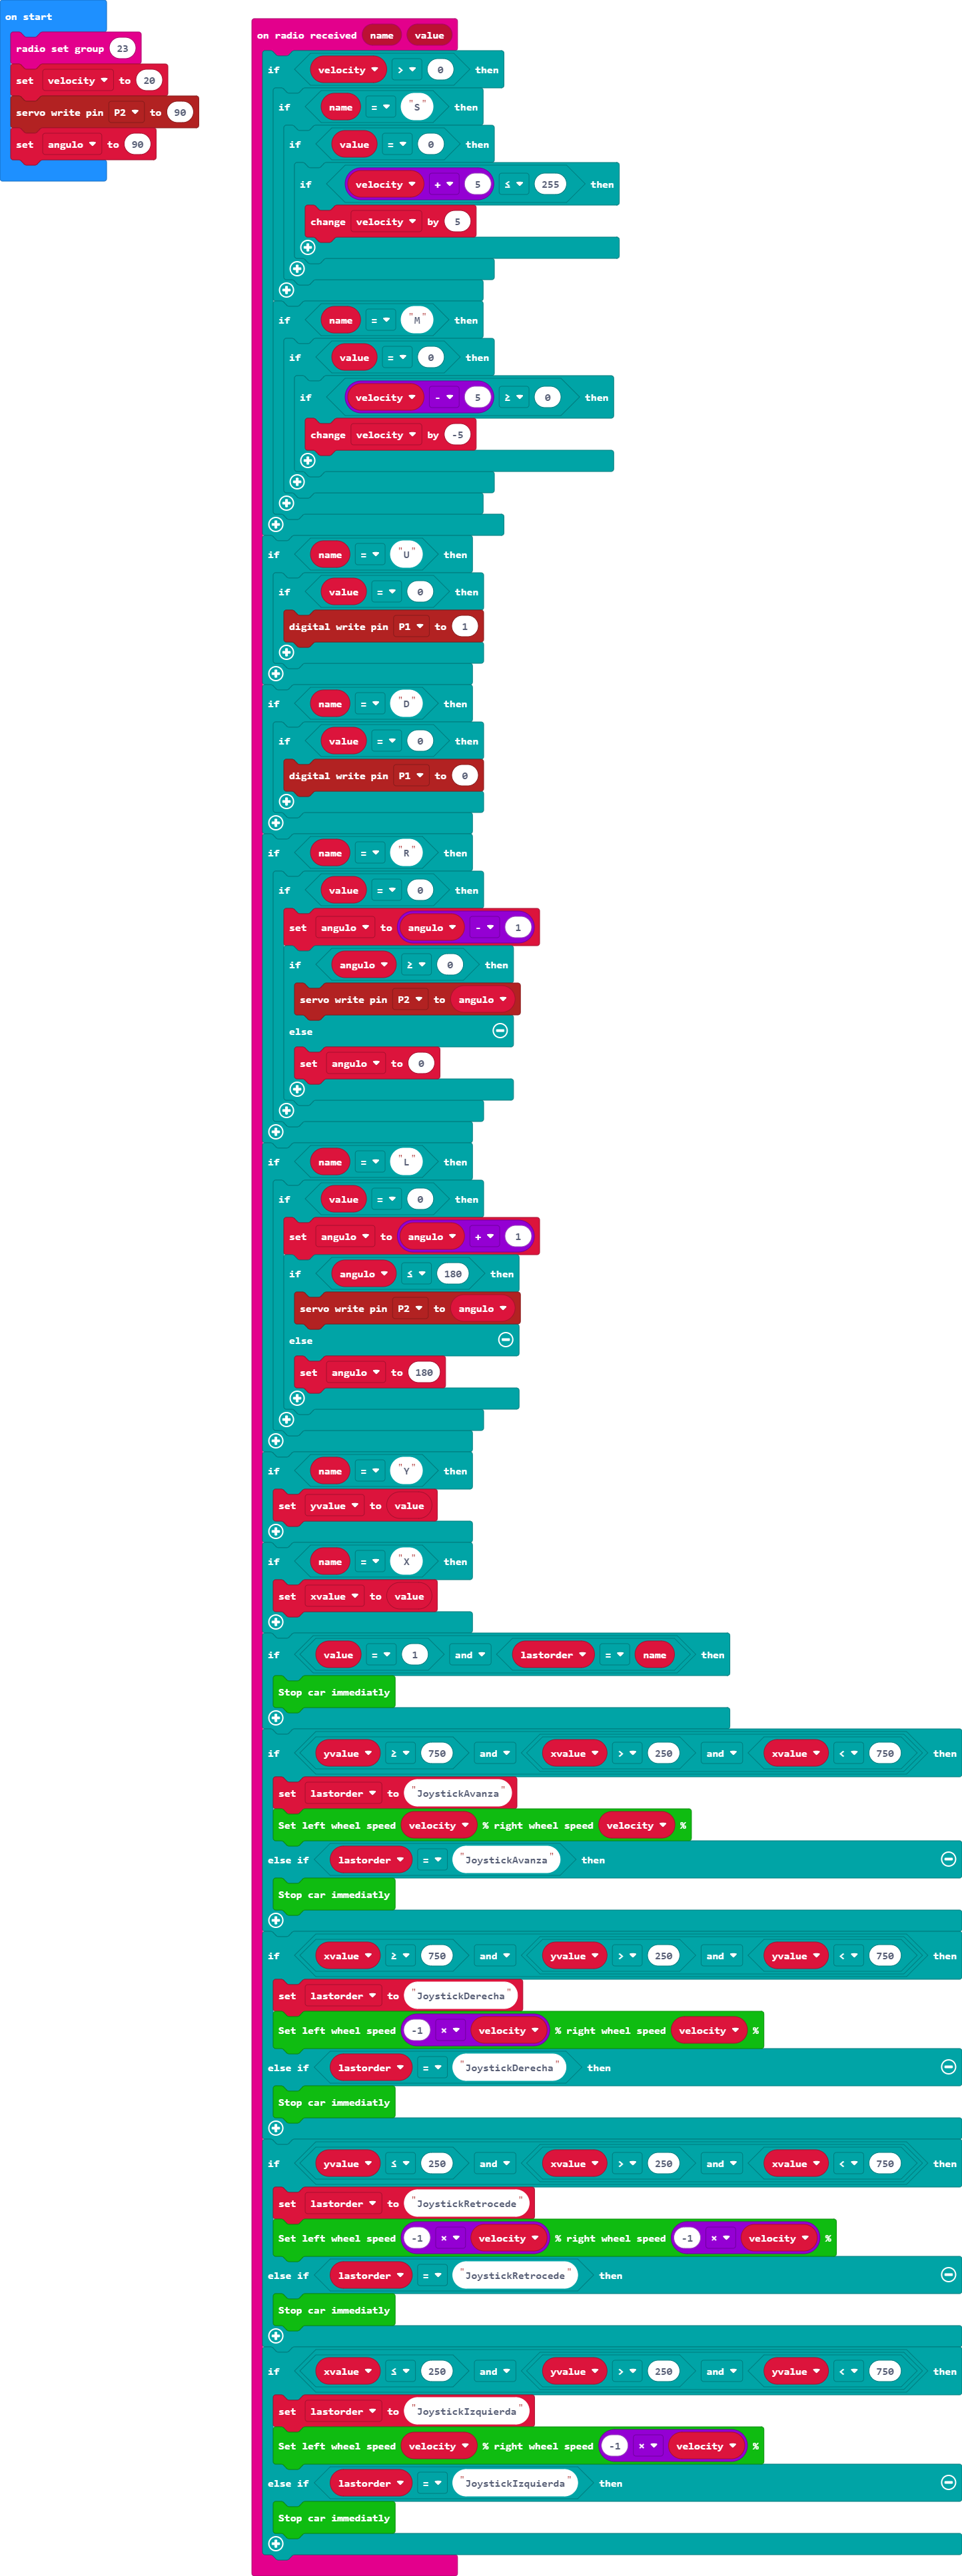 on start
radio set group 23
set velocity to 20
servo write pin P2 to 90
set angulo to 90
on radio received name value
if velocity > 0 then
if name = "S" then
if value = 0 then
if velocity + 5 ≤ 255 then
change velocity by 5
if name = "M" then
if value = 0 then
if velocity - 5 ≥ 0 then
change velocity by -5
if name = "U" then
if value = 0 then
digital write pin P1 to 1
if name = "D" then
if value = 0 then
digital write pin P1 to 0
if name = "R" then
if value = 0 then
set angulo to angulo - 1
if angulo ≥ 0 then
servo write pin P2 to angulo
else
set angulo to 0
if name = "L" then
if value = 0 then
set angulo to angulo + 1
if angulo ≤ 180 then
servo write pin P2 to angulo
else
set angulo to 180
if name = "Y" then
set yvalue to value
if name = "X" then
set xvalue to value
if value = 1 and lastorder = name then
Stop car immediatly
if yvalue ≥ 750 and xvalue > 250 and xvalue < 750 then
set lastorder to "JoystickAvanza"
Set left wheel speed velocity % right wheel speed velocity %
else if lastorder = "JoystickAvanza" then
Stop car immediatly
if xvalue ≥ 750 and yvalue > 250 and yvalue < 750 then
set lastorder to "JoystickDerecha"
Set left wheel speed -1 × velocity % right wheel speed velocity %
else if lastorder = "JoystickDerecha" then
Stop car immediatly
if yvalue ≤ 250 and xvalue > 250 and xvalue < 750 then
set lastorder to "JoystickRetrocede"
Set left wheel speed -1 × velocity % right wheel speed -1 × velocity %
else if lastorder = "JoystickRetrocede" then
Stop car immediatly
if xvalue ≤ 250 and yvalue > 250 and yvalue < 750 then
set lastorder to "JoystickIzquierda"
Set left wheel speed velocity % right wheel speed -1 × velocity %
else if lastorder = "JoystickIzquierda" then
Stop car immediatly